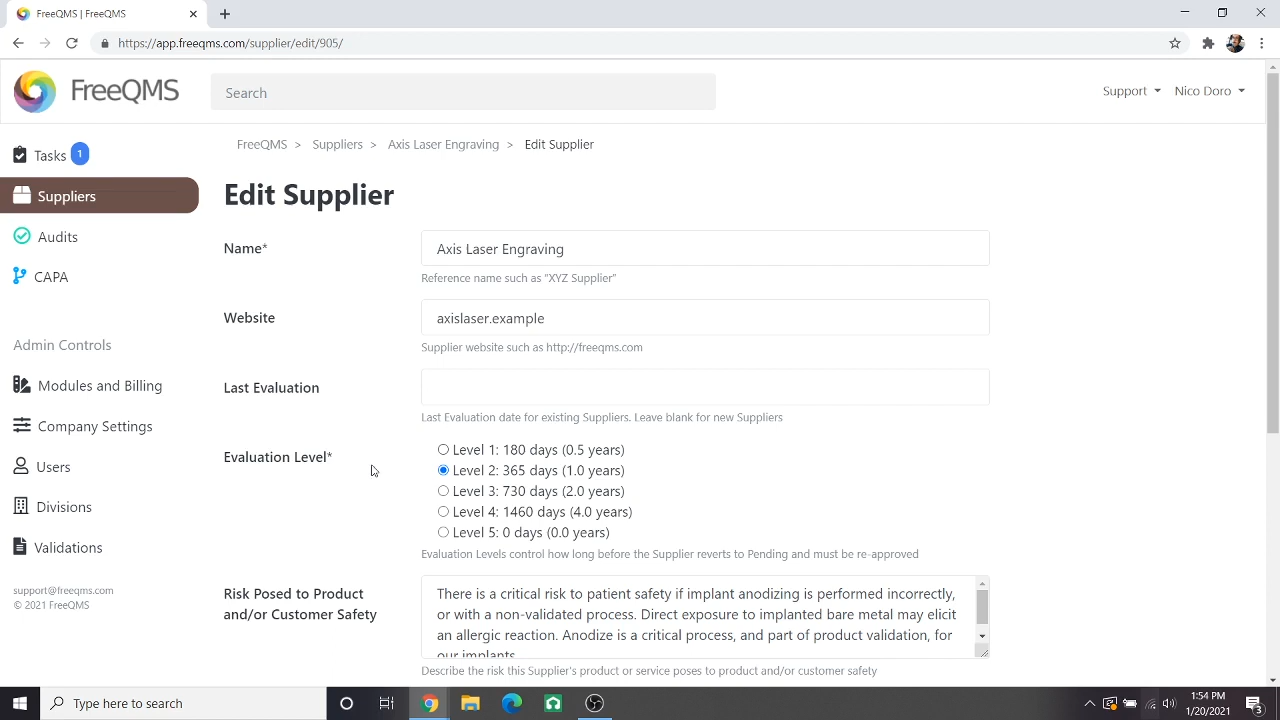 FreeQMS | FreeQMS
https://app.freeqms.com/supplier/edit/905/
FreeQMS
Search
Support
Nico Doro
Tasks 1
Suppliers
Audits
CAPA
Admin Controls
Modules and Billing
Company Settings
Users
Divisions
Validations
support@freeqms.com
© 2021 FreeQMS
FreeQMS > Suppliers > Axis Laser Engraving > Edit Supplier
Edit Supplier
Name*
Axis Laser Engraving
Reference name such as "XYZ Supplier"
Website
axislaser.example
Supplier website such as http://freeqms.com
Last Evaluation
Last Evaluation date for existing Suppliers. Leave blank for new Suppliers
Evaluation Level*
Level 1: 180 days (0.5 years)
Level 2: 365 days (1.0 years)
Level 3: 730 days (2.0 years)
Level 4: 1460 days (4.0 years)
Level 5: 0 days (0.0 years)
Evaluation Levels control how long before the Supplier reverts to Pending and must be re-approved
Risk Posed to Product
and/or Customer Safety
There is a critical risk to patient safety if implant anodizing is performed incorrectly,
or with a non-validated process. Direct exposure to implanted bare metal may elicit
an allergic reaction. Anodize is a critical process, and part of product validation, for
our implants
Describe the risk this Supplier's product or service poses to product and/or customer safety
Type here to search
1:54 PM
1/20/2021
3